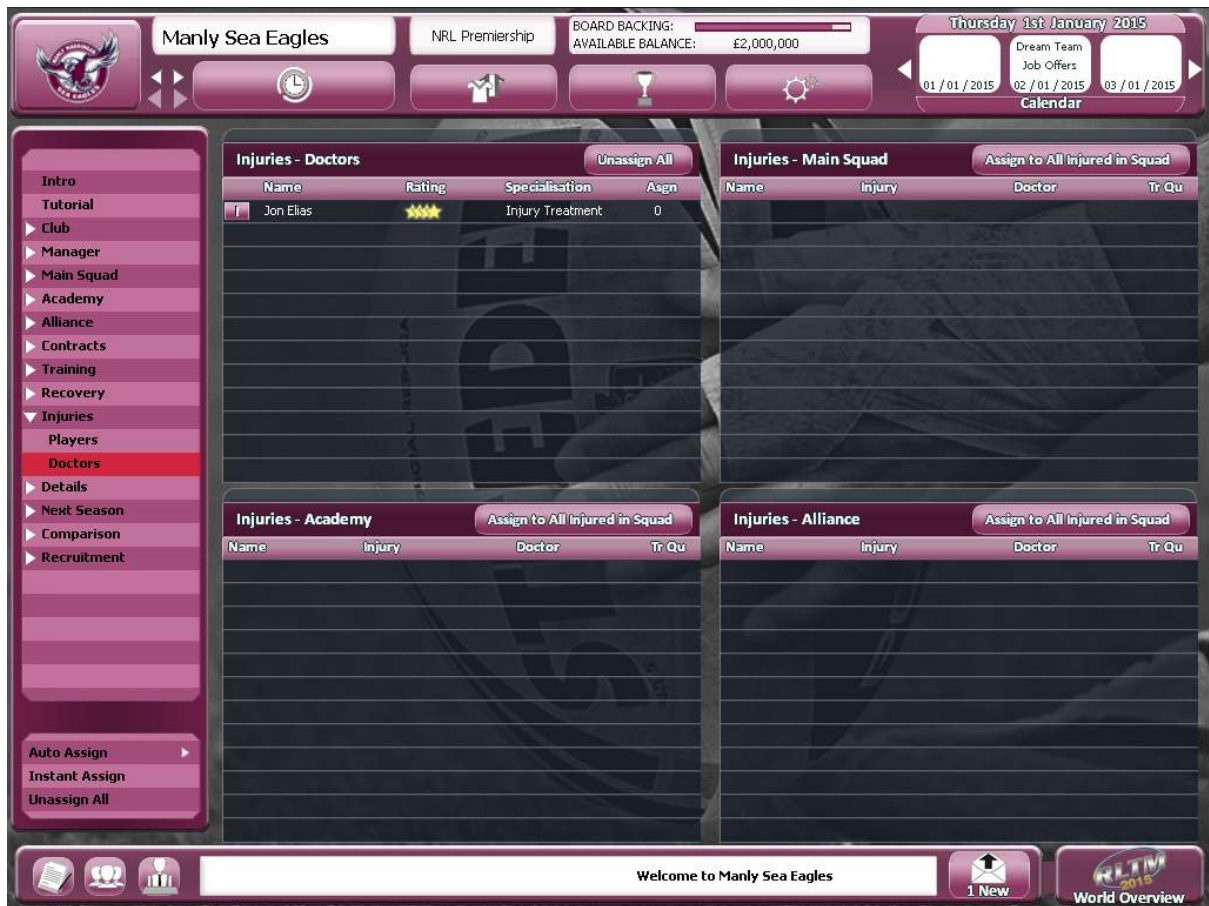 Manly Sea Eagles
NRL Premiership
BOARD BACKING:
AVAILABLE BALANCE: £2,000,000
Thursday 1st January 2015
Dream Team
Job Offers
01 / 01 / 2015
02 / 01 / 2015
03 / 01 / 2015
Calendar
SEA EAGLES
Intro
Tutorial
Club
Manager
Main Squad
Academy
Alliance
Contracts
Training
Recovery
Injuries
Players
Doctors
Details
Next Season
Comparison
Recruitment
Auto Assign
Instant Assign
Unassign All
Injuries - Doctors
Unassign All
Name Rating Specialisation Asgn
I Jon Elias Injury Treatment 0
Injuries - Main Squad
Assign to All Injured in Squad
Name Injury Doctor Tr Qu
Injuries - Academy
Assign to All Injured in Squad
Name Injury Doctor Tr Qu
Injuries - Alliance
Assign to All Injured in Squad
Name Injury Doctor Tr Qu
STEEDEN
Welcome to Manly Sea Eagles
1 New
RLTM
2015
World Overview